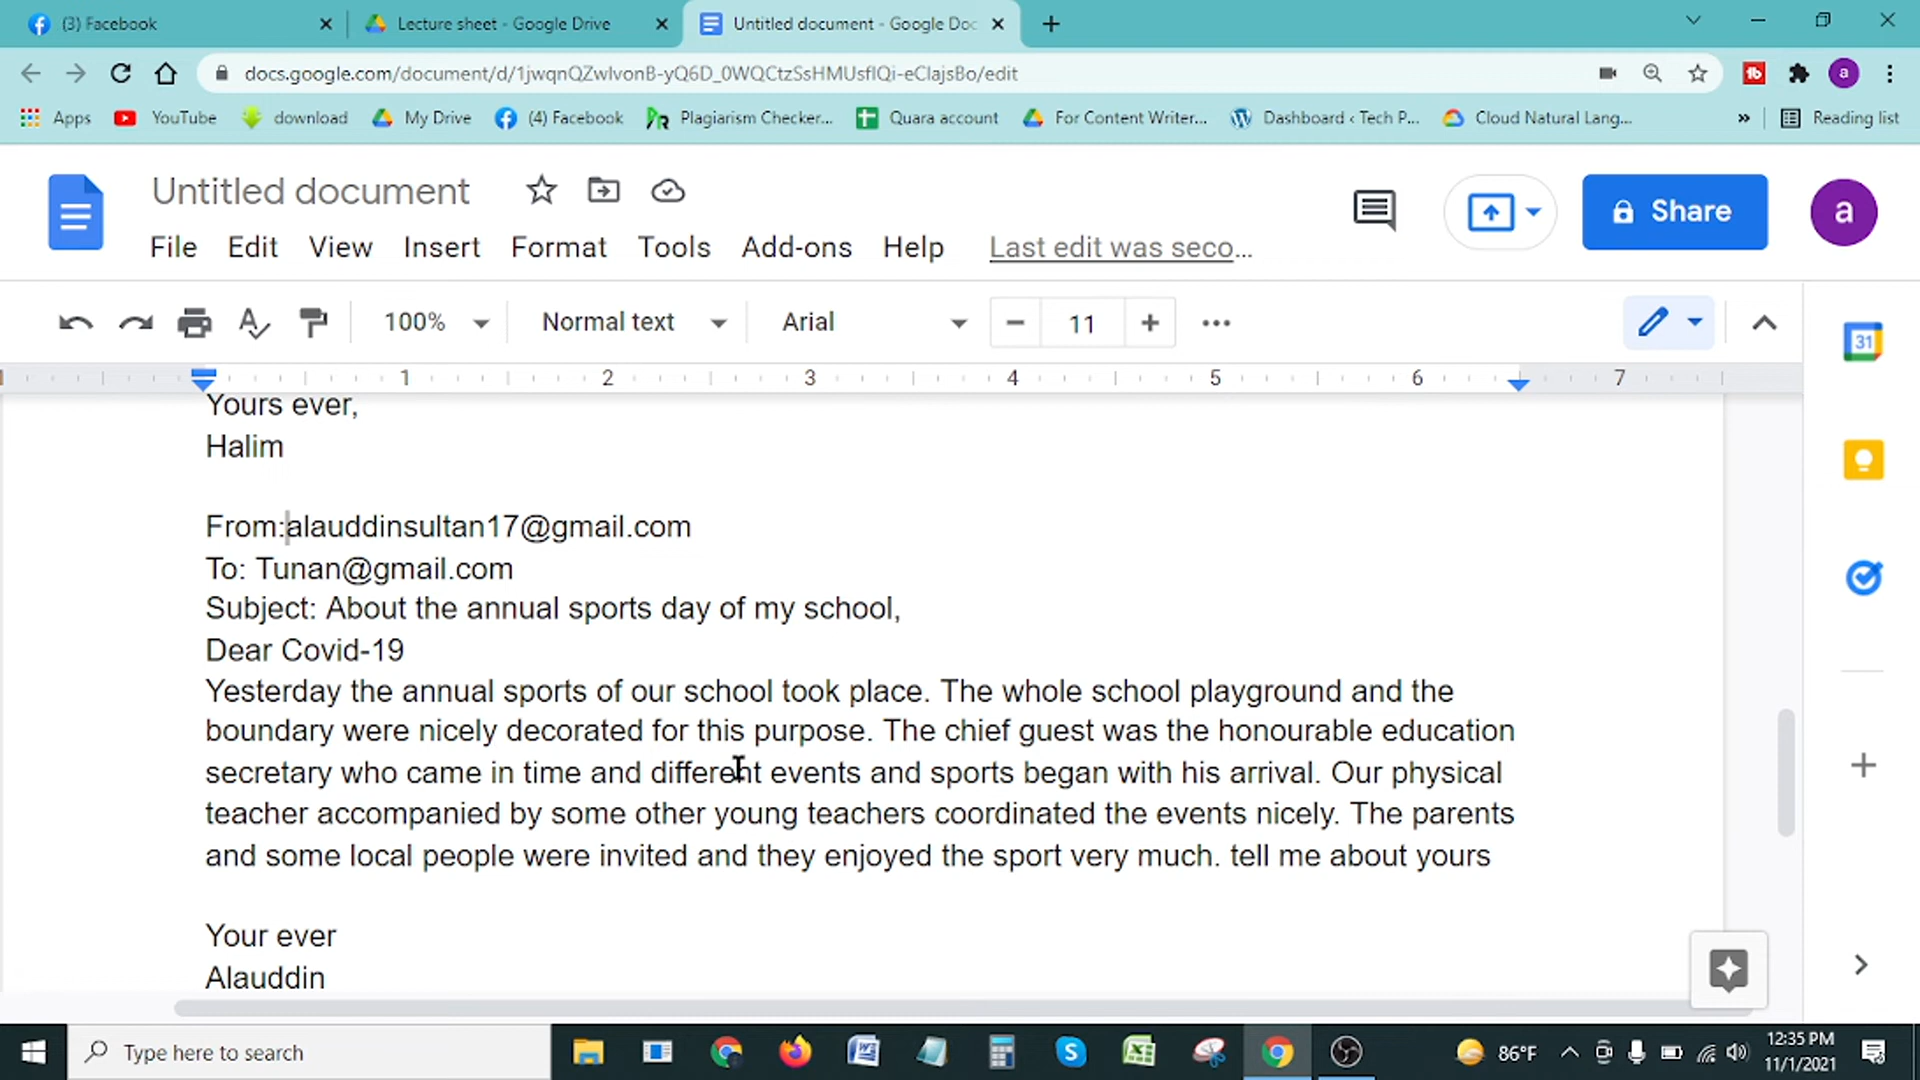 (3) Facebook
Lecture sheet - Google Drive
Untitled document - Google Doc
docs.google.com/document/d/1jwqnQZwlvonB-yQ6D_0WQCtzSsHMUsflQi-eClajsBo/edit
a
Apps
YouTube
download
My Drive
(4) Facebook
Plagiarism Checker...
Quara account
For Content Writer...
Dashboard ‹ Tech P...
Cloud Natural Lang...
»
Reading list
Untitled document
Share
a
File Edit View Insert Format Tools Add-ons Help Last edit was seco...
100% Normal text Arial 11
31
1 2 3 4 5 6 7
Yours ever,
Halim
From:alauddinsultan17@gmail.com
To: Tunan@gmail.com
Subject: About the annual sports day of my school,
Dear Covid-19
Yesterday the annual sports of our school took place. The whole school playground and the
boundary were nicely decorated for this purpose. The chief guest was the honourable education
secretary who came in time and different events and sports began with his arrival. Our physical
teacher accompanied by some other young teachers coordinated the events nicely. The parents
and some local people were invited and they enjoyed the sport very much. tell me about yours
Your ever
Alauddin
Type here to search
86°F
12:35 PM
11/1/2021